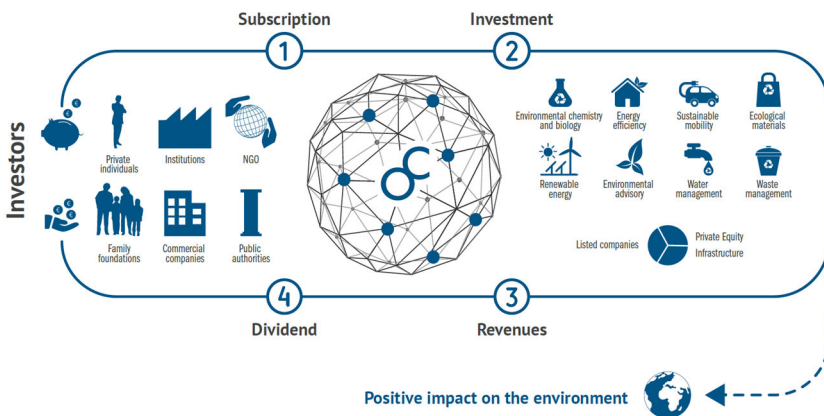 Subscription
Investment
1
2
Investors
€
€
€
Private
individuals
Institutions
NGO
€
€
€
Family
foundations
Commercial
companies
Public
authorities
OC
Environmental chemistry
and biology
Energy
efficiency
Sustainable
mobility
Ecological
materials
Renewable
energy
Environmental
advisory
Water
management
Waste
management
Listed companies
Private Equity
Infrastructure
4
3
Dividend
Revenues
Positive impact on the environment